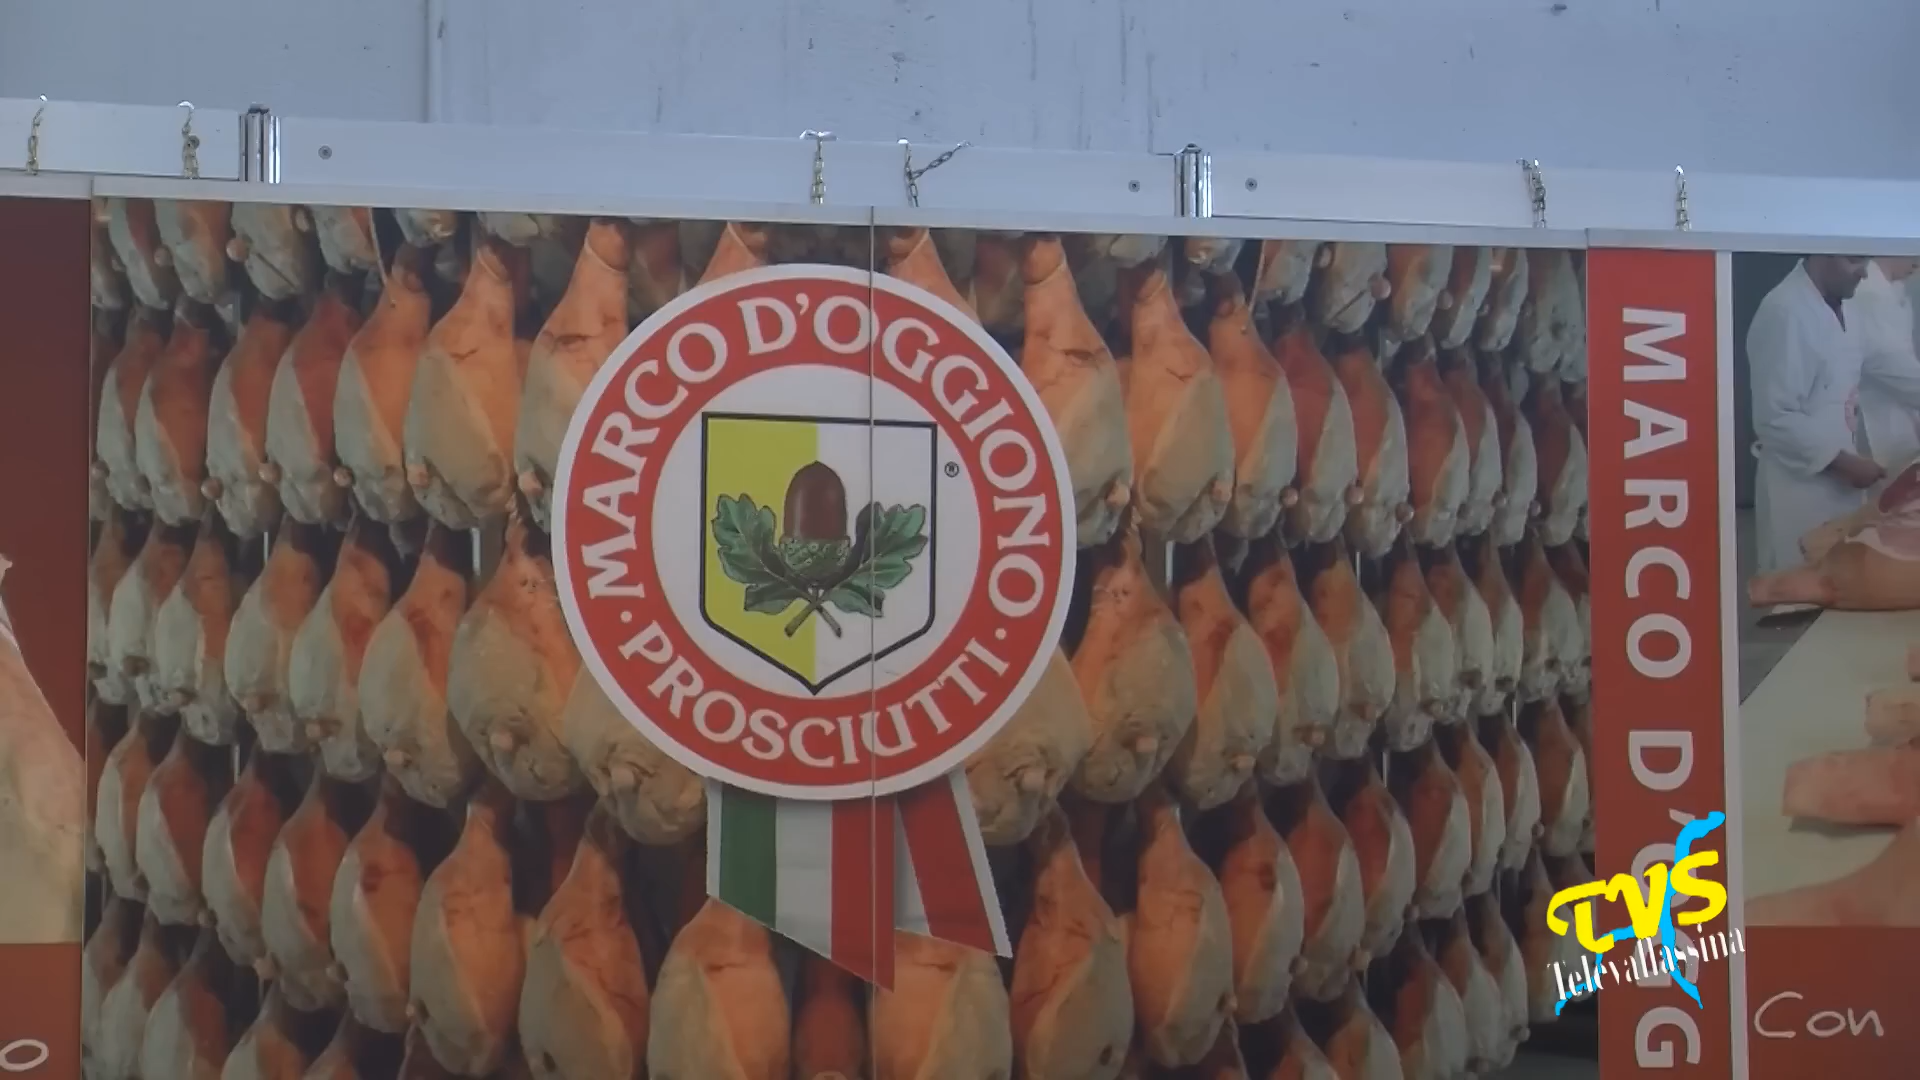 MARCO D'OGGIONO
· PROSCIUTTI ·
®
MARCO D'OGG
Con
o
TVS
Televallassina